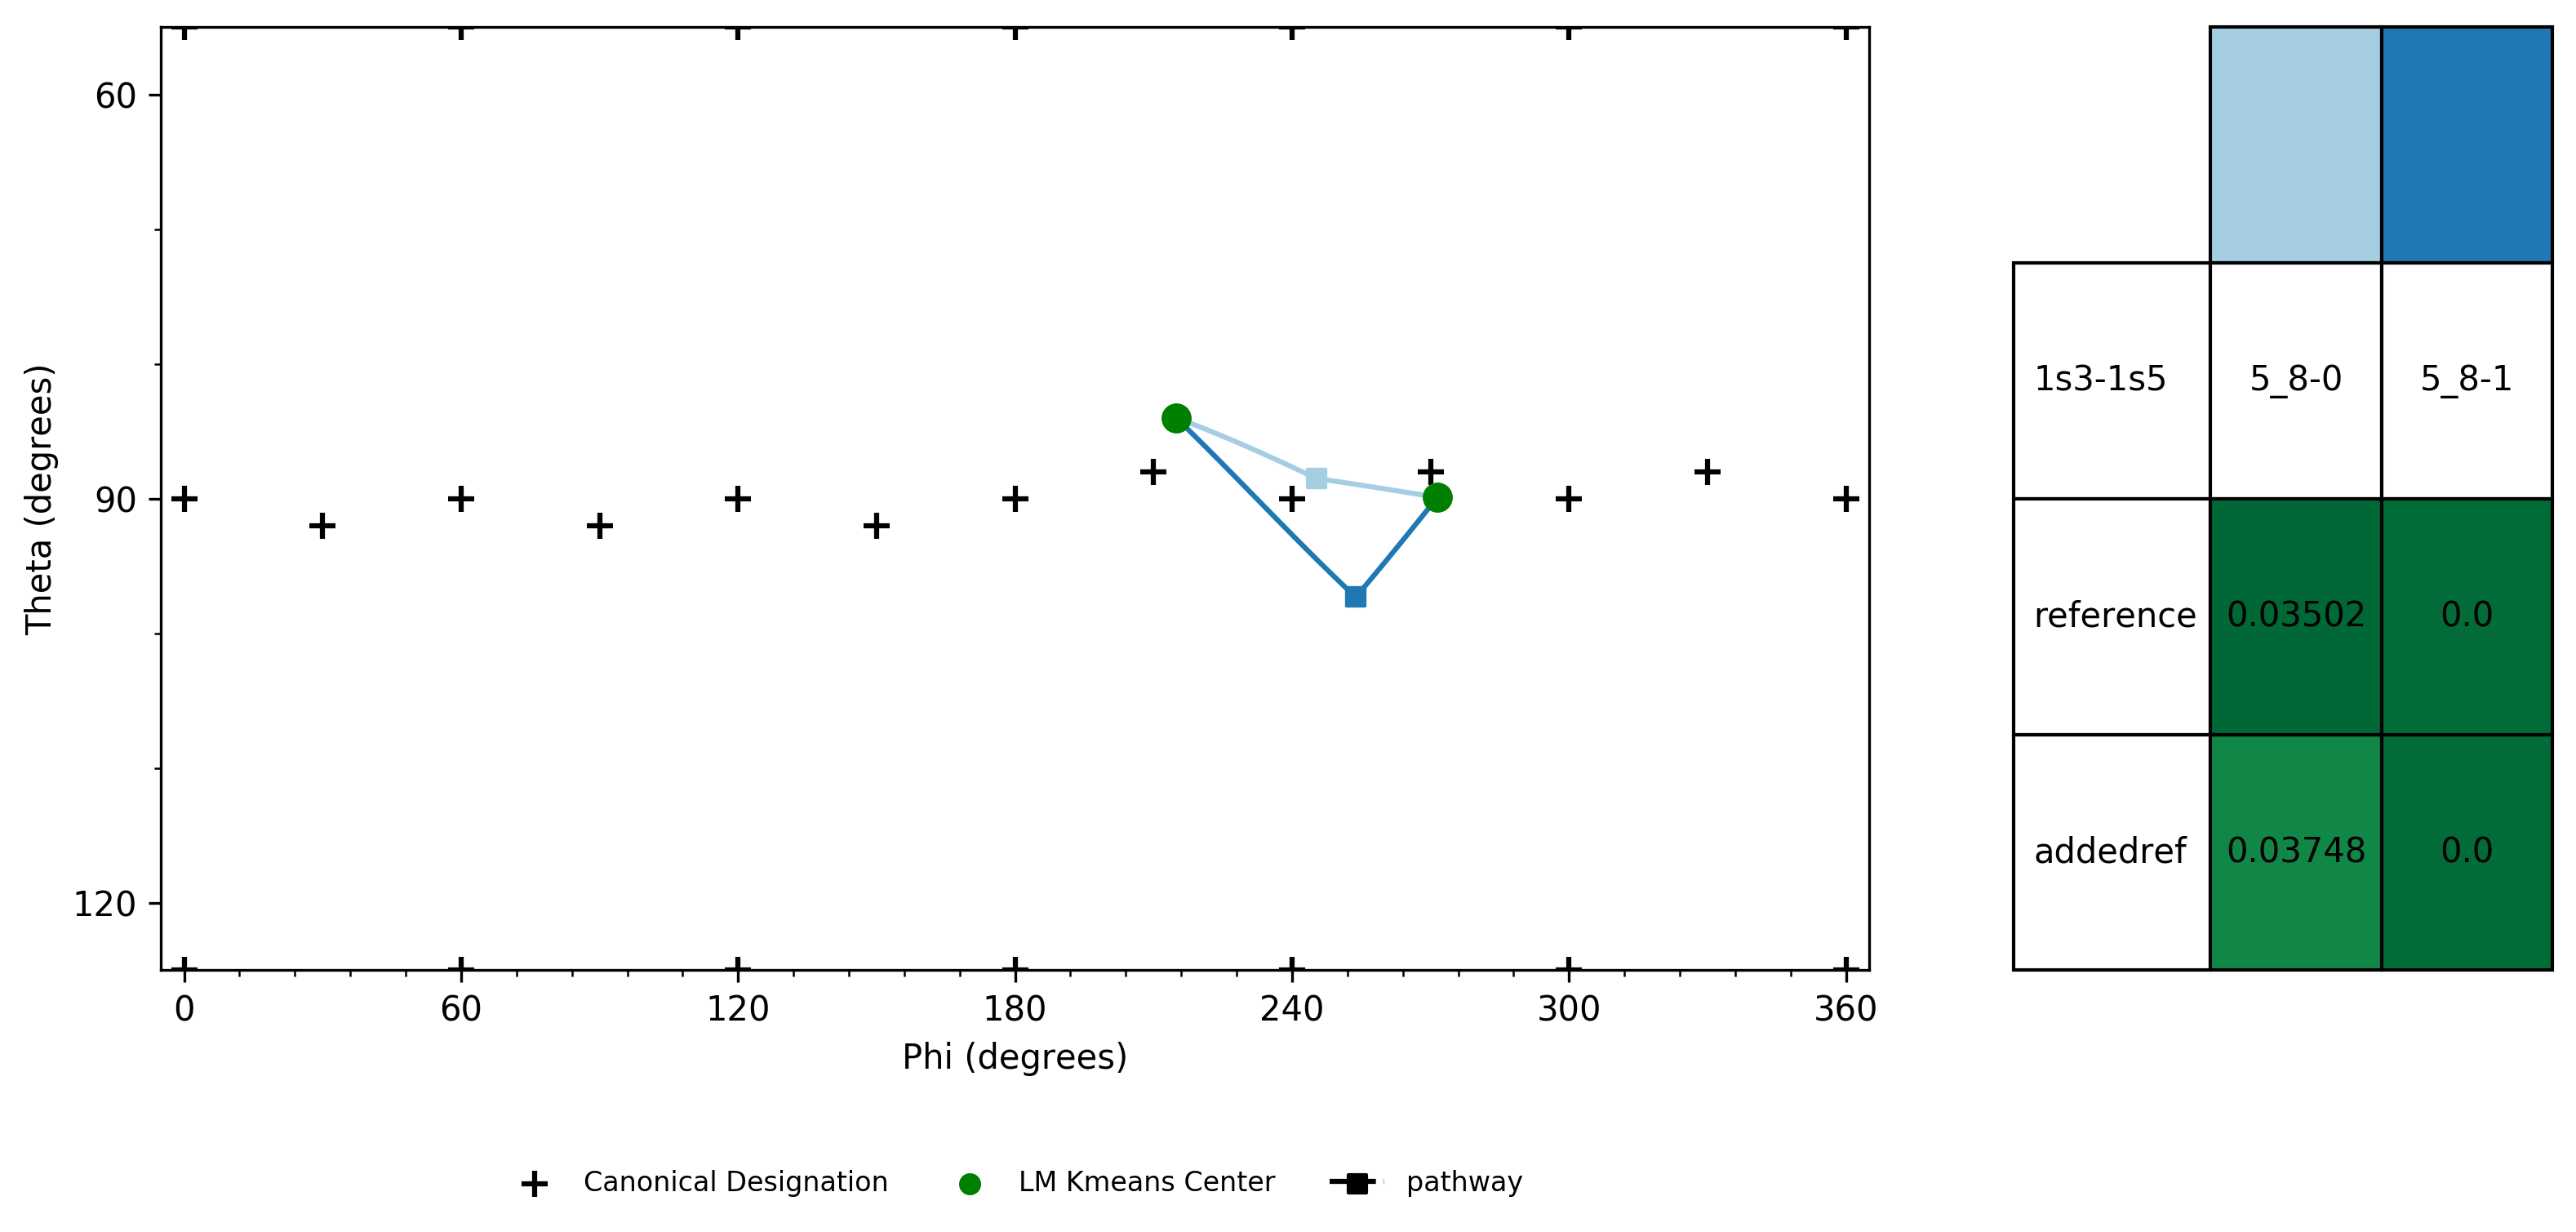 Theta (degrees)
60
90
120
0 60 120 180 240 300 360
Phi (degrees)
Canonical Designation LM Kmeans Center pathway
1s3-1s5 5_8-0 5_8-1
reference 0.03502 0.0
addedref 0.03748 0.0